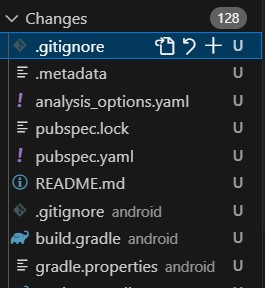 Changes 128
.gitignore U
.metadata U
analysis_options.yaml U
pubspec.lock U
pubspec.yaml U
README.md U
.gitignore android U
build.gradle android U
gradle.properties android U